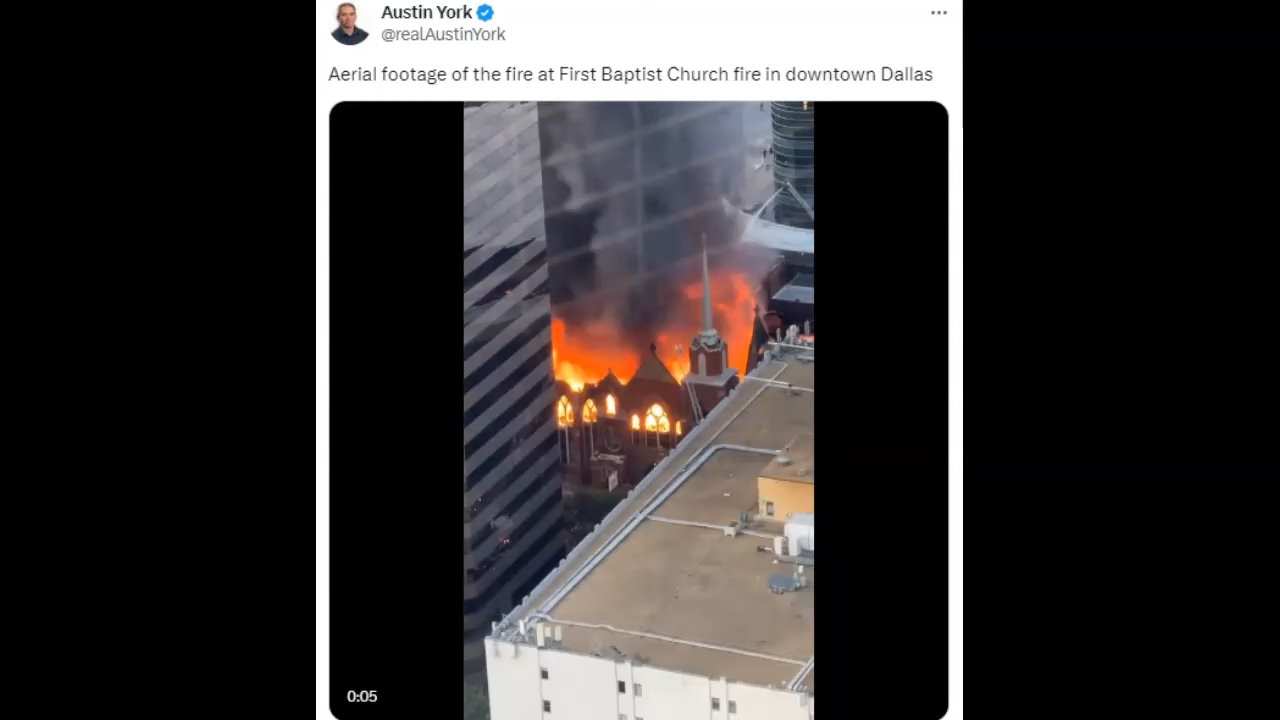 Austin York
@realAustinYork
Aerial footage of the fire at First Baptist Church fire in downtown Dallas
0:05